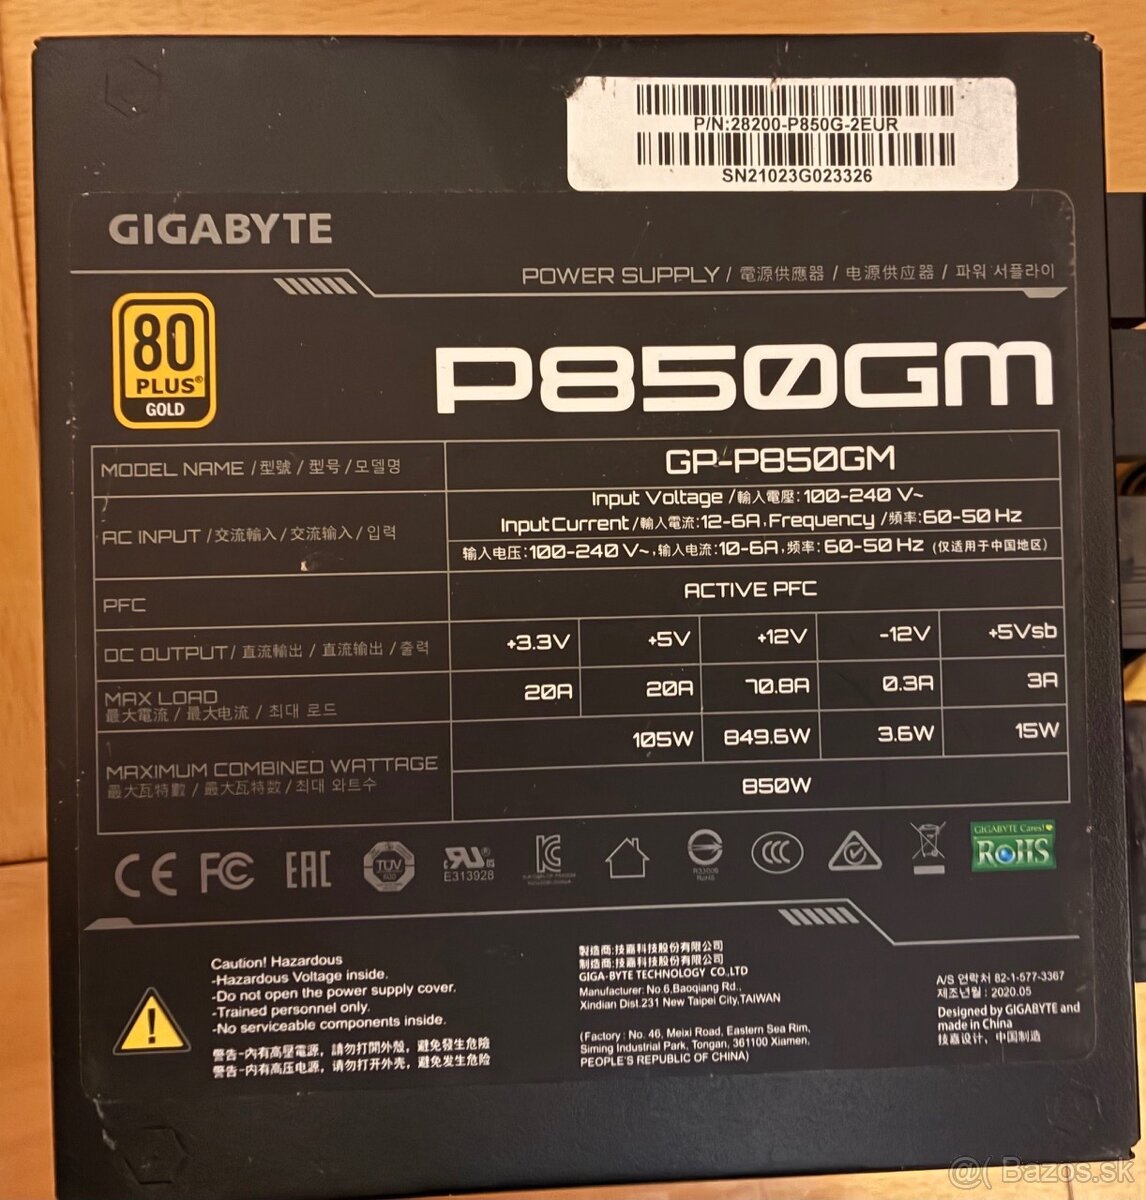 P/N:28200-P850G-2EUR
SN21023G023326
GIGABYTE
POWER SUPPLY / 電源供應器 / 电源供应器 / 파워 서플라이
80
PLUS®
GOLD
P850GM
MODEL NAME / 型號 / 型号 / 모델명
GP-P850GM
AC INPUT / 交流輸入 / 交流输入 / 입력
Input Voltage / 輸入電壓: 100-240 V~
Input Current / 輸入電流: 12-6A, Frequency / 頻率: 60-50 Hz
输入电压: 100-240 V~, 输入电流: 10-6A, 频率: 60-50 Hz (仅适用于中国地区)
PFC
ACTIVE PFC
DC OUTPUT / 直流輸出 / 直流输出 / 출력
+3.3V +5V +12V -12V +5Vsb
MAX LOAD
最大電流 / 最大电流 / 최대 로드
20A 20A 70.8A 0.3A 3A
105W 849.6W 3.6W 15W
MAXIMUM COMBINED WATTAGE
最大瓦特數 / 最大瓦特数 / 최대 와트수
850W
CE FC EAC TUV E313928 KC CCC
GIGABYTE Cares!
RoHS
Caution! Hazardous
-Hazardous Voltage inside.
-Do not open the power supply cover.
-Trained personnel only.
-No serviceable components inside.
警告-內有高壓電源，請勿打開外殼，避免發生危險
警告-内有高压电源，请勿打开外壳，避免发生危险
製造商:技嘉科技股份有限公司
制造商:技嘉科技股份有限公司
GIGA-BYTE TECHNOLOGY CO.,LTD
Manufacturer: No.6,Baoqiang Rd.,
Xindian Dist.231 New Taipei City,TAIWAN
(Factory : No. 46, Meixi Road, Eastern Sea Rim,
Siming Industrial Park, Tongan, 361100 Xiamen,
PEOPLE'S REPUBLIC OF CHINA)
A/S 연락처 82-1-577-3367
제조년월 : 2020.05
Designed by GIGABYTE and
made in China
技嘉设计，中国制造
@( Bazos.sk